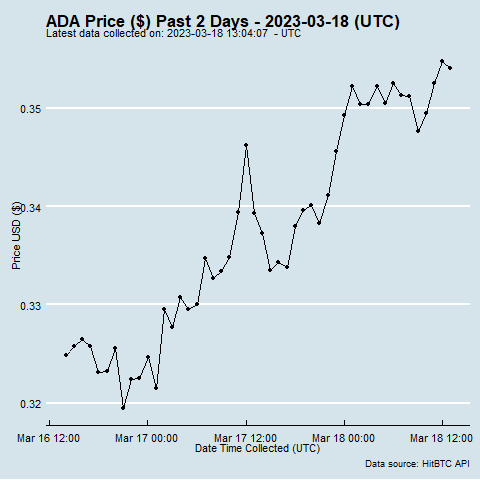 ADA Price ($) Past 2 Days - 2023-03-18 (UTC)
Latest data collected on: 2023-03-18 13:04:07 - UTC
0.35
0.34
0.33
0.32
Price USD ($)
Mar 16 12:00 Mar 17 00:00 Mar 17 12:00 Mar 18 00:00 Mar 18 12:00
Date Time Collected (UTC)
Data source: HitBTC API